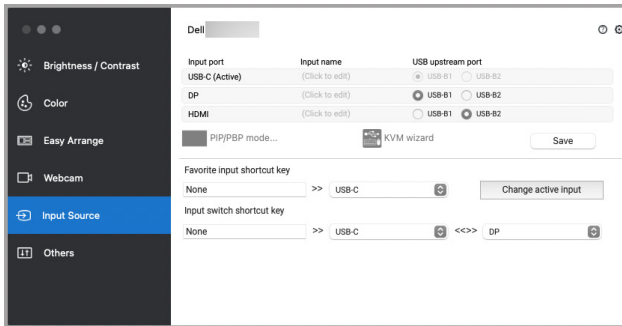 Dell
Brightness / Contrast
Color
Easy Arrange
Webcam
Input Source
Others
Input port Input name USB upstream port
USB-C (Active) (Click to edit) USB-B1 USB-B2
DP (Click to edit) USB-B1 USB-B2
HDMI (Click to edit) USB-B1 USB-B2
PIP/PBP mode... KVM wizard Save
Favorite input shortcut key
None >> USB-C Change active input
Input switch shortcut key
None >> USB-C <<>> DP